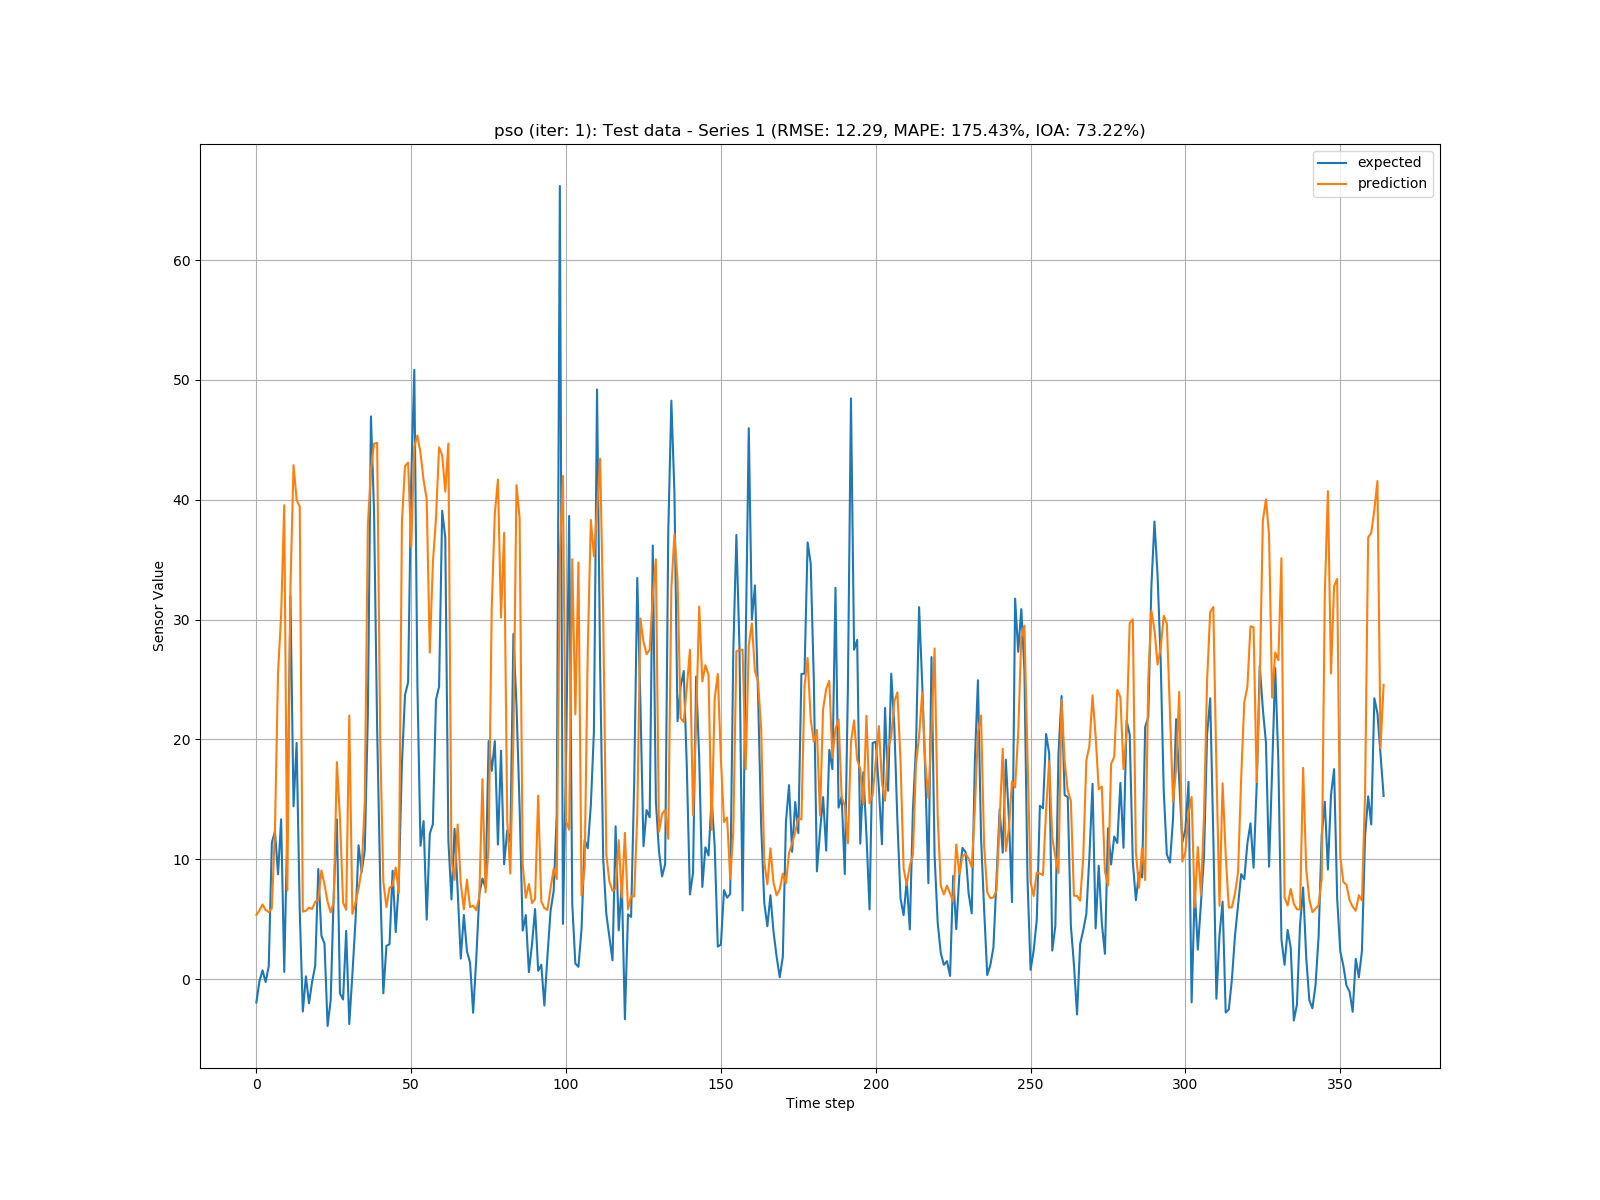 pso (iter: 1): Test data - Series 1 (RMSE: 12.29, MAPE: 175.43%, IOA: 73.22%)
expected
prediction
60
50
40
30
20
10
0
Sensor Value
0 50 100 150 200 250 300 350
Time step